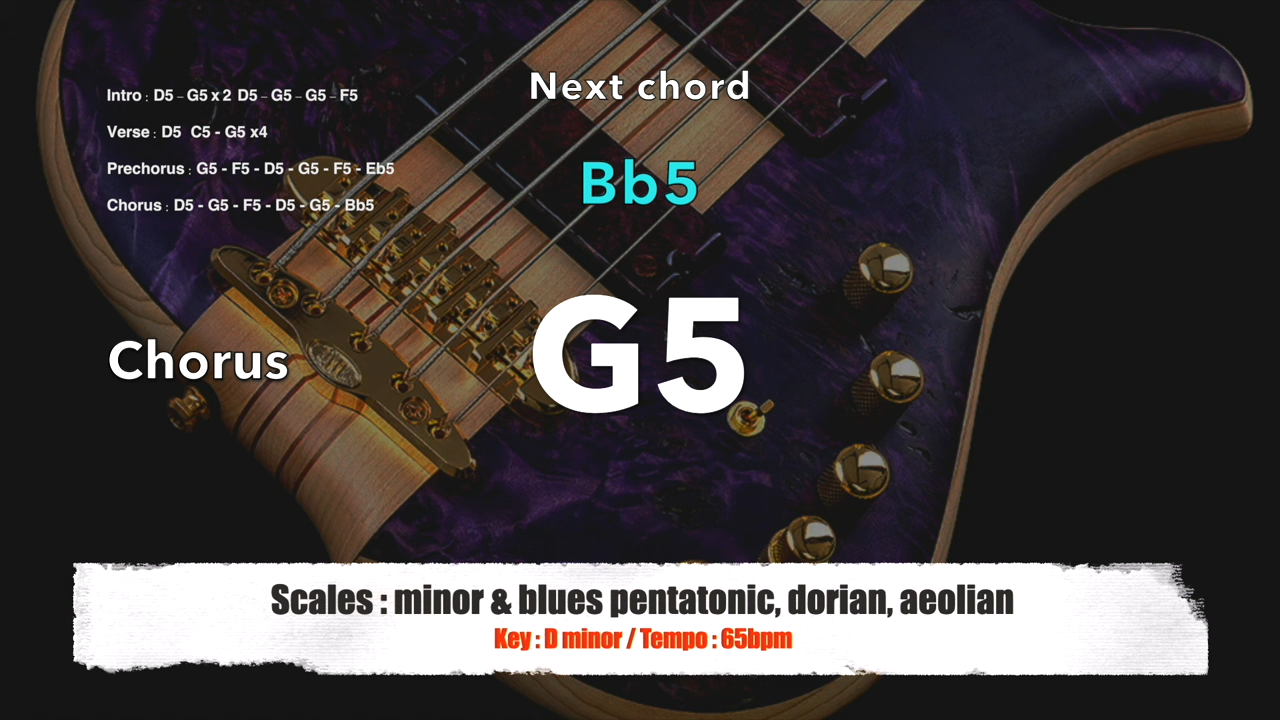 Next chord
Intro : D5 – G5 x 2 D5 – G5 – G5 – F5
Verse : D5 C5 - G5 x4
Prechorus : G5 - F5 - D5 - G5 - F5 - Eb5
Chorus : D5 - G5 - F5 - D5 - G5 - Bb5
Bb5
Chorus
G5
Scales : minor & blues pentatonic, dorian, aeolian
Key : D minor / Tempo : 65bpm